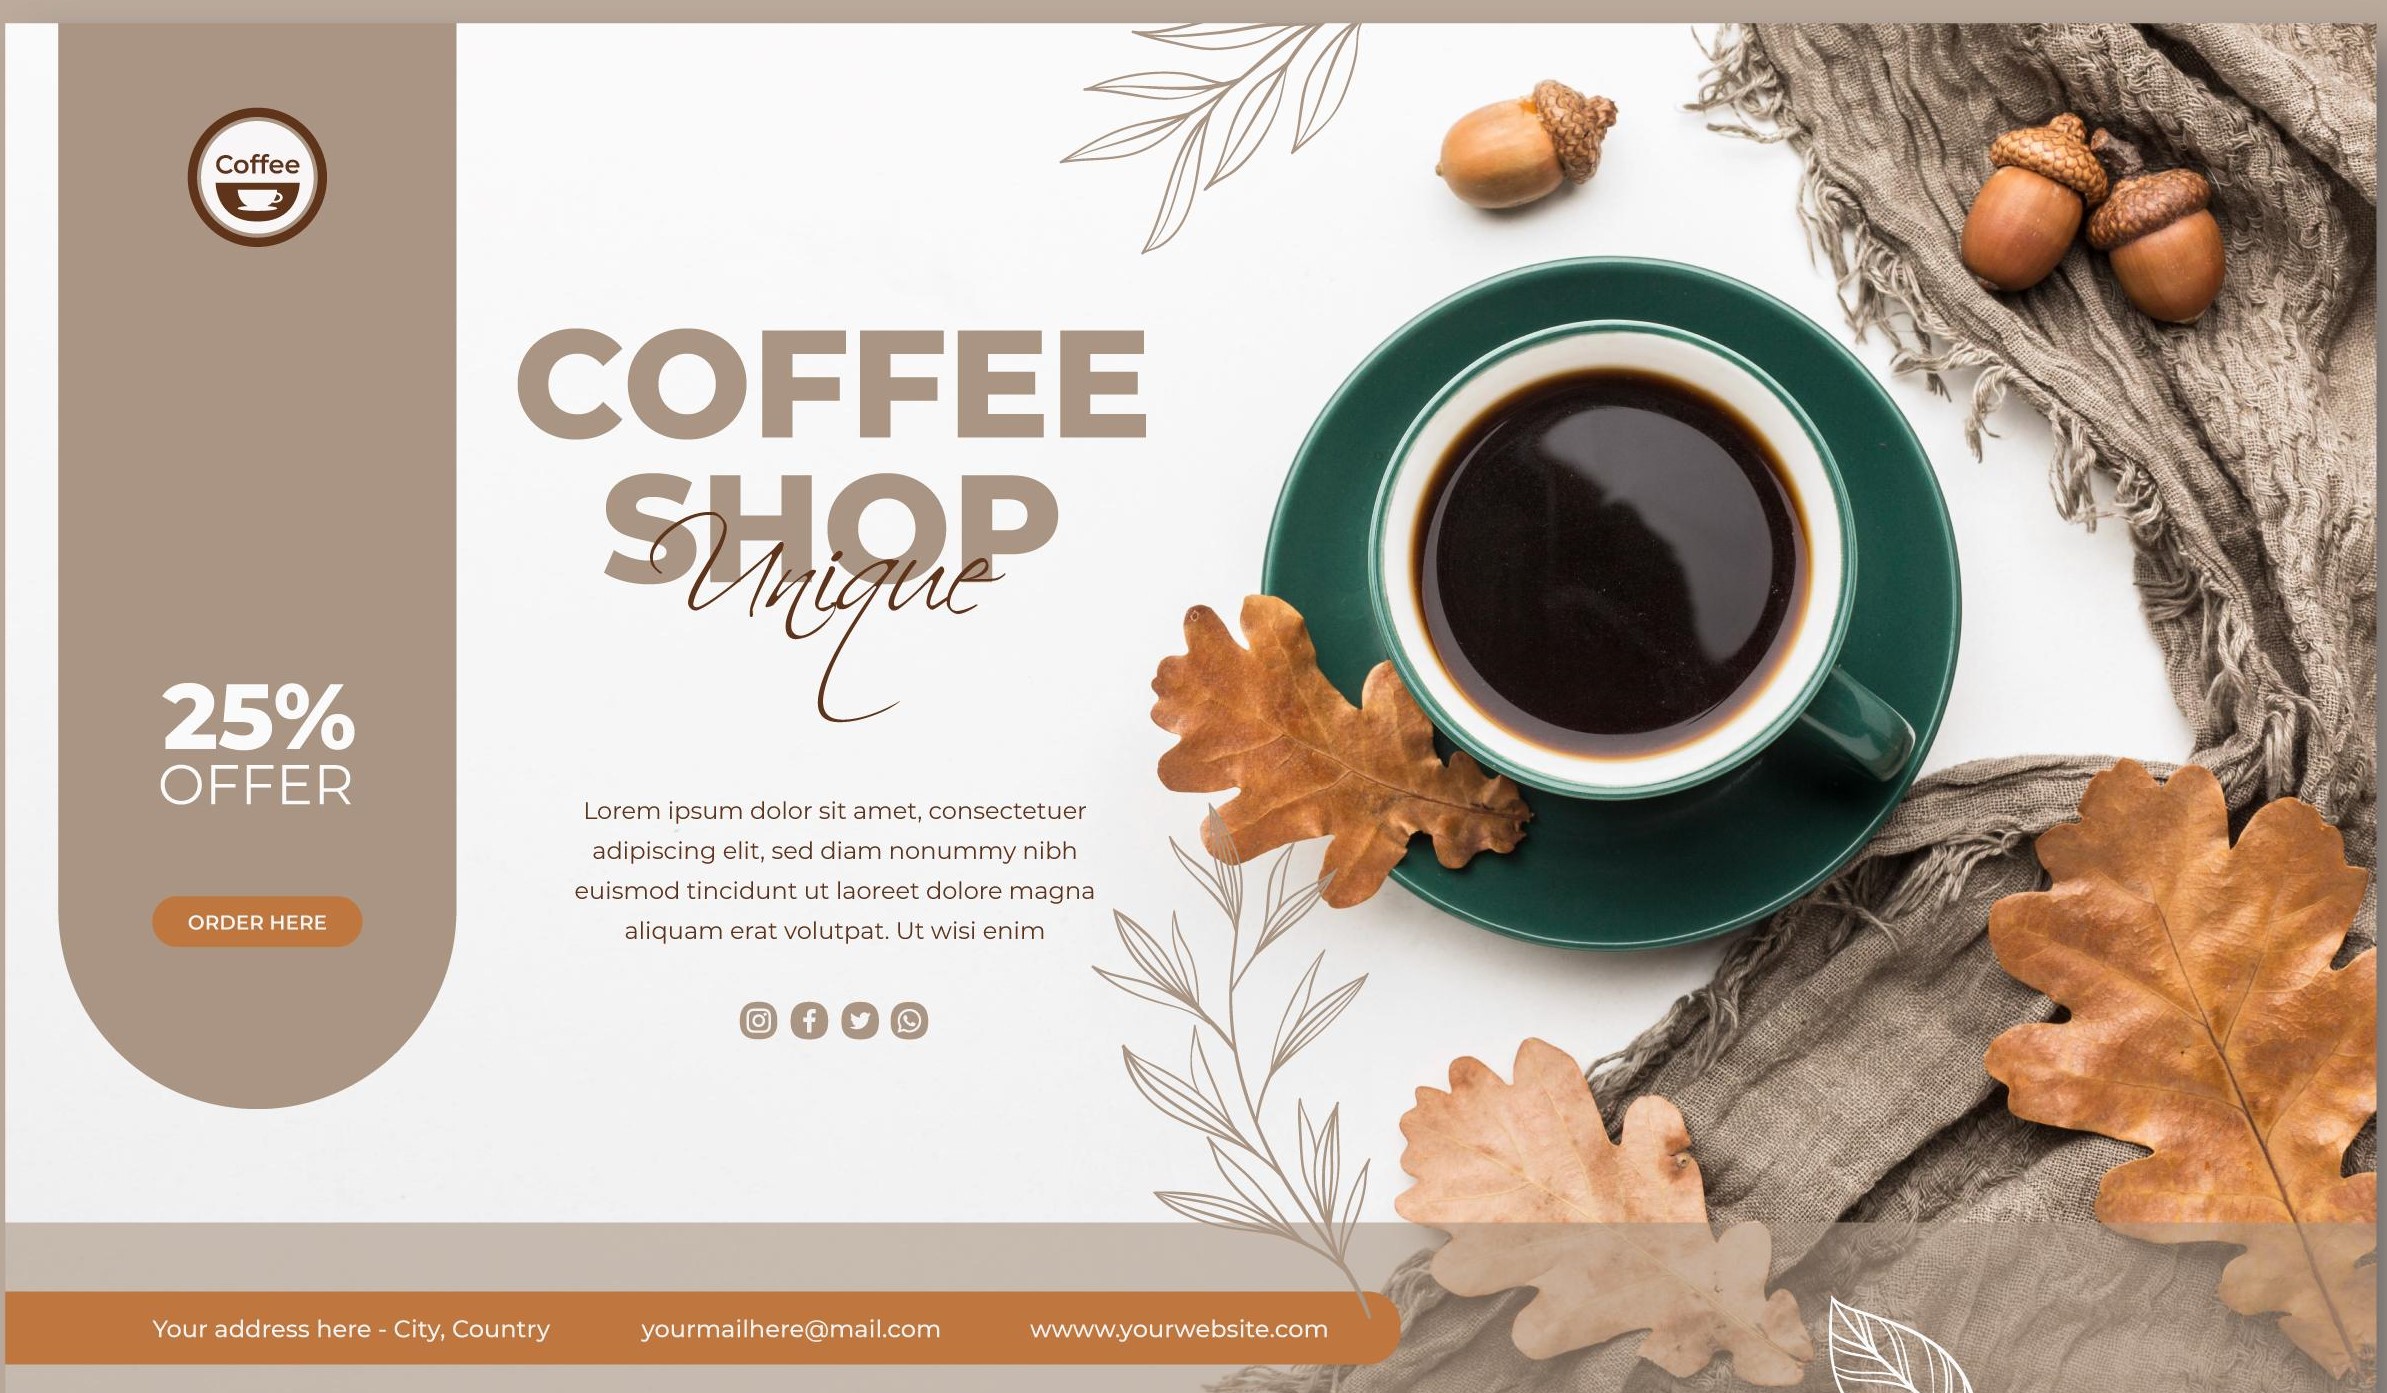 Coffee
COFFEE
SHOP
Unique
25%
OFFER
ORDER HERE
Lorem ipsum dolor sit amet, consectetuer
adipiscing elit, sed diam nonummy nibh
euismod tincidunt ut laoreet dolore magna
aliquam erat volutpat. Ut wisi enim
Your address here - City, Country
yourmailhere@mail.com
wwww.yourwebsite.com